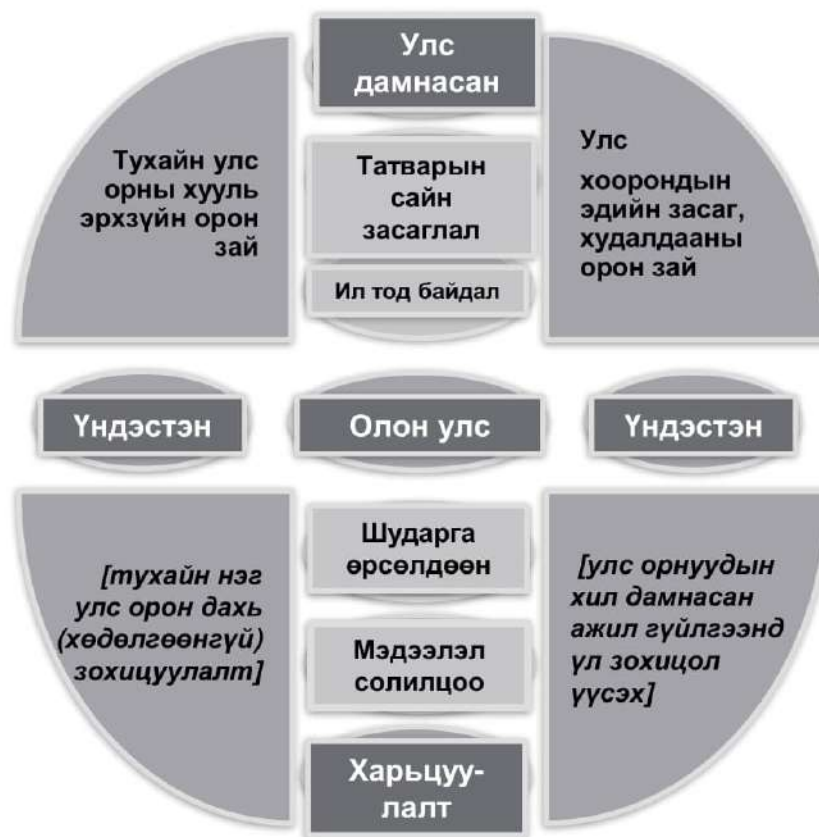 Улс
дамнасан
Тухайн улс
орны хууль
эрхзүйн орон
зай
Татварын
сайн
засаглал
Ил тод байдал
Улс
хоорондын
эдийн засаг,
худалдааны
орон зай
Үндэстэн
Олон улс
Үндэстэн
[тухайн нэг
улс орон дахь
(хөдөлгөөнгүй)
зохицуулалт]
Шударга
өрсөлдөөн
Мэдээлэл
солилцоо
[улс орнуудын
хил дамнасан
ажил гүйлгээнд
үл зохицол
үүсэх]
Харьцуу-
лалт